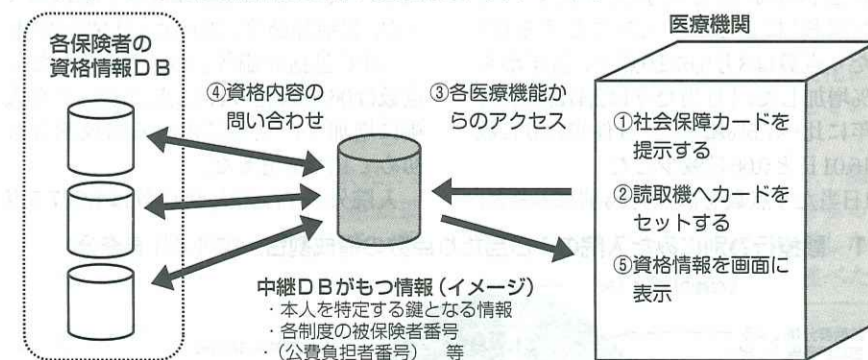 各保険者の
資格情報DB
④資格内容の
問い合わせ
③各医療機能か
らのアクセス
中継DBがもつ情報(イメージ)
・本人を特定する鍵となる情報
・各制度の被保険者番号
・(公費負担者番号) 等
医療機関
①社会保障カードを
提示する
②読取機へカードを
セットする
⑤資格情報を画面に
表示